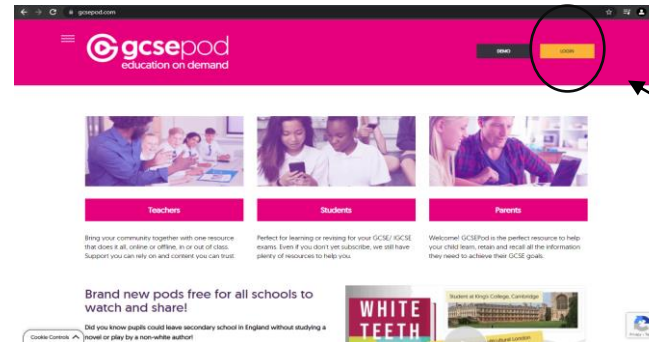 gcsepod.com
gcsepod
education on demand
DEMO
LOGIN
Teachers
Students
Parents
Bring your community together with one resource
that does it all, online or offline, in or out of class.
Support you can rely on and content you can trust.
Perfect for learning or revising for your GCSE/ IGCSE
exams. Even if you don't yet subscribe, we still have
plenty of resources to help you.
Welcome! GCSEPod is the perfect resource to help
your child learn, retain and recall all the information
they need to achieve their GCSE goals.
Brand new pods free for all schools to
watch and share!
Did you know pupils could leave secondary school in England without studying a
novel or play by a non-white author!
WHITE
TEETH
Student at King's College, Cambridge
Cookie Controls